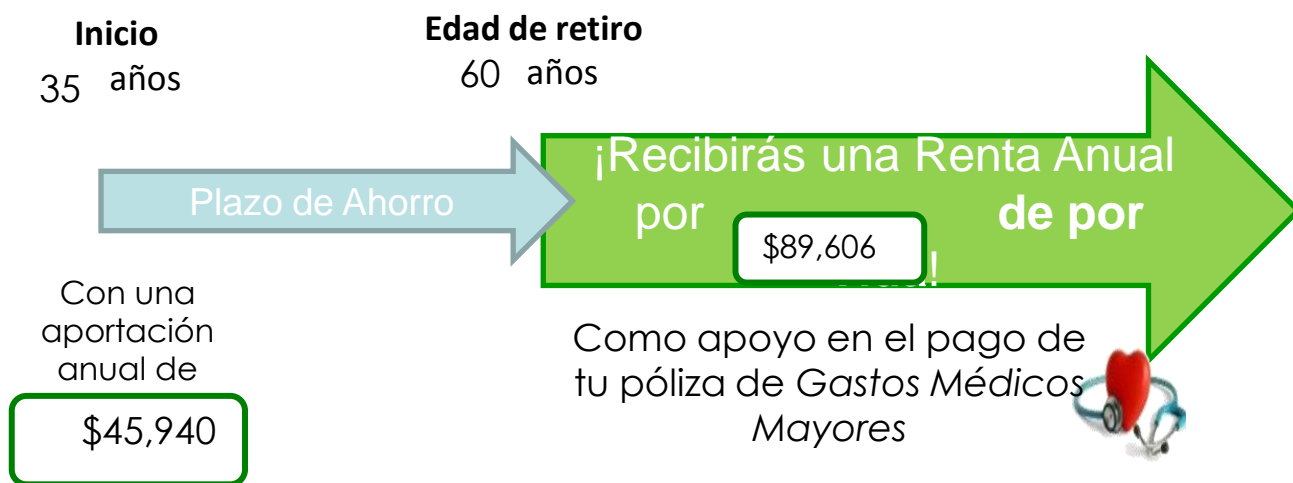 Inicio
35 años
Edad de retiro
60 años
Plazo de Ahorro
¡Recibirás una Renta Anual
por $89,606 de por
!
Con una
aportación
anual de
$45,940
Como apoyo en el pago de
tu póliza de Gastos Médicos
Mayores